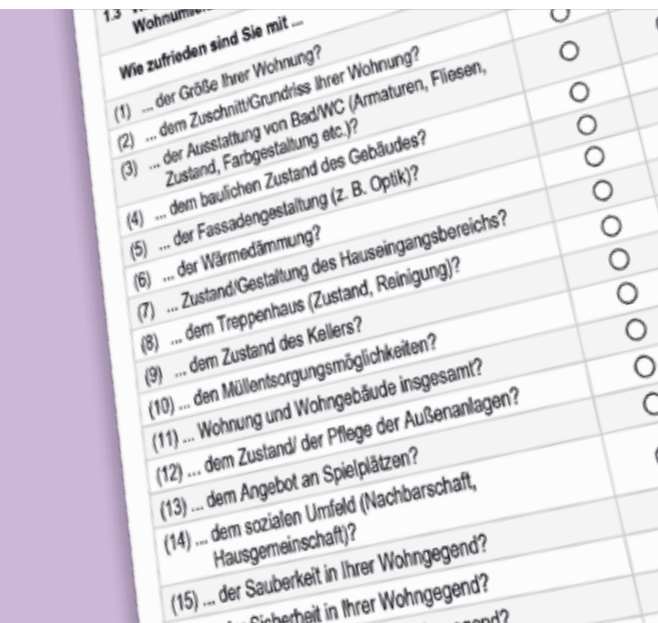 1.3
Wohnumfeld
Wie zufrieden sind Sie mit ...
(1) ... der Größe Ihrer Wohnung?
(2) ... dem Zuschnitt/Grundriss Ihrer Wohnung?
(3) ... der Ausstattung von Bad/WC (Armaturen, Fliesen,
Zustand, Farbgestaltung etc.)?
(4) ... dem baulichen Zustand des Gebäudes?
(5) ... der Fassadengestaltung (z. B. Optik)?
(6) ... der Wärmedämmung?
(7) ... Zustand/Gestaltung des Hauseingangsbereichs?
(8) ... dem Treppenhaus (Zustand, Reinigung)?
(9) ... dem Zustand des Kellers?
(10) ... den Müllentsorgungsmöglichkeiten?
(11) ... Wohnung und Wohngebäude insgesamt?
(12) ... dem Zustand/ der Pflege der Außenanlagen?
(13) ... dem Angebot an Spielplätzen?
(14) ... dem sozialen Umfeld (Nachbarschaft,
Hausgemeinschaft)?
(15) ... der Sauberkeit in Ihrer Wohngegend?
Sicherheit in Ihrer Wohngegend?